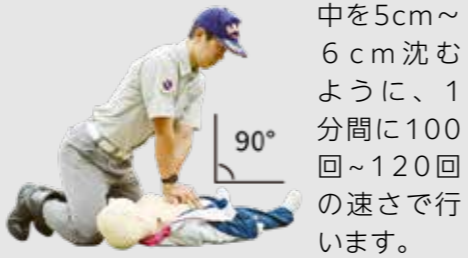 中を5cm～
6cm沈む
ように、1
分間に100
回~120回
の速さで行
います。
90°